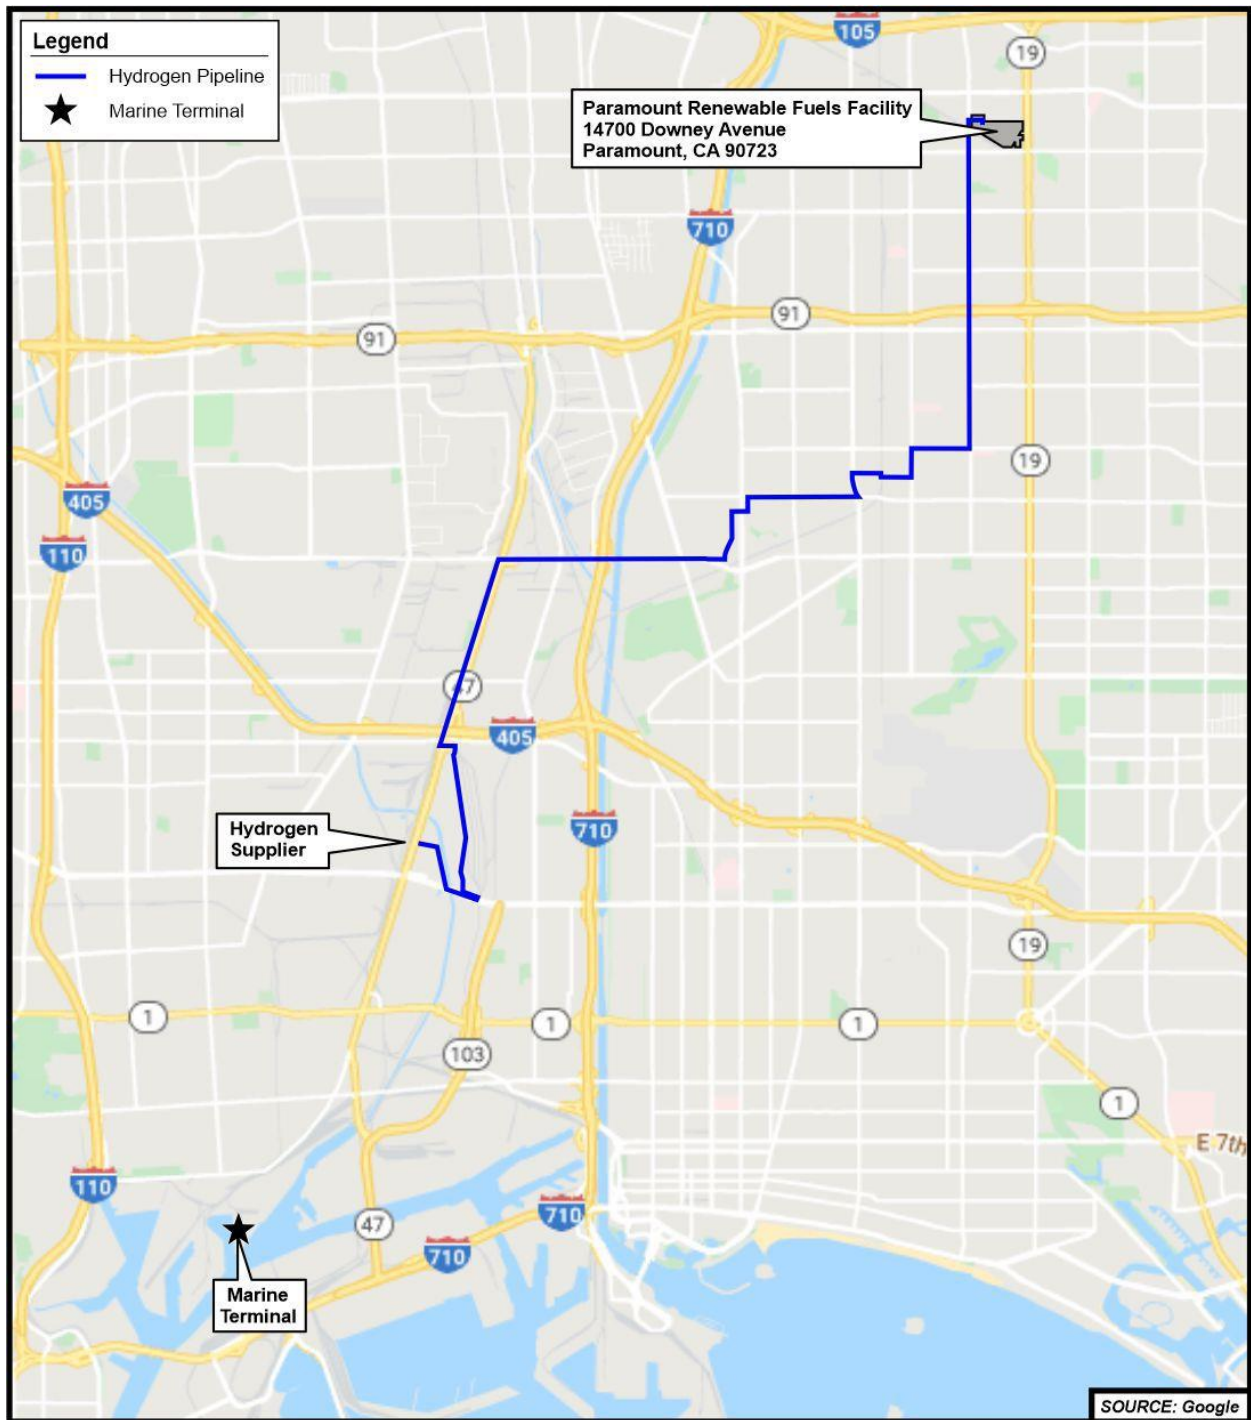 Legend
Hydrogen Pipeline
Marine Terminal
105
19
Paramount Renewable Fuels Facility
14700 Downey Avenue
Paramount, CA 90723
710
91
91
19
405
110
47
405
Hydrogen
Supplier
710
19
1
1
1
103
1
E 7th
110
47
710
710
Marine
Terminal
SOURCE: Google